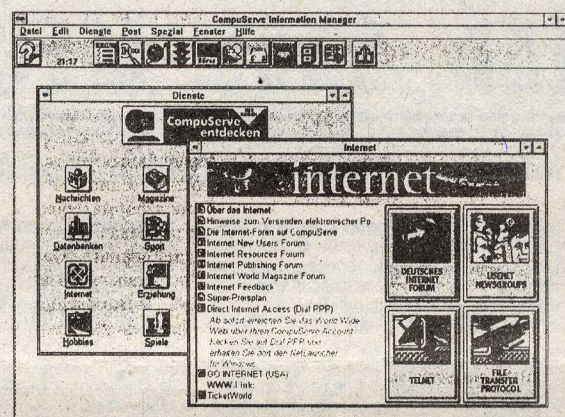 CompuServe Information Manager
Datei Edit Dienste Post Spezial Fenster Hilfe
21:17
Dienste
CompuServe
entdecken
Nachrichten
Magazine
Datenbanken
Sport
Internet
Erziehung
Hobbies
Spiele
Internet
internet
Über das Internet
Hinweise zum Versenden elektronischer Po
Die Internet-Foren auf CompuServe
Internet New Users Forum
Internet Resources Forum
Internet Publishing Forum
Internet World Magazine Forum
Internet Feedback
Super-Preisplan
Direct Internet Access (Dial PPP)
Ab sofort erreichen Sie das World Wide
Web über Ihren CompuServe Account
klicken Sie auf Dial PPP und
erhalten Sie dort den NetLauncher
für Windows
GO INTERNET (USA)
WWW-Link:
TicketWorld
DEUTSCHES
INTERNET
FORUM
USENET
NEWSGROUPS
TELNET
FILE
TRANSFER
PROTOCOL